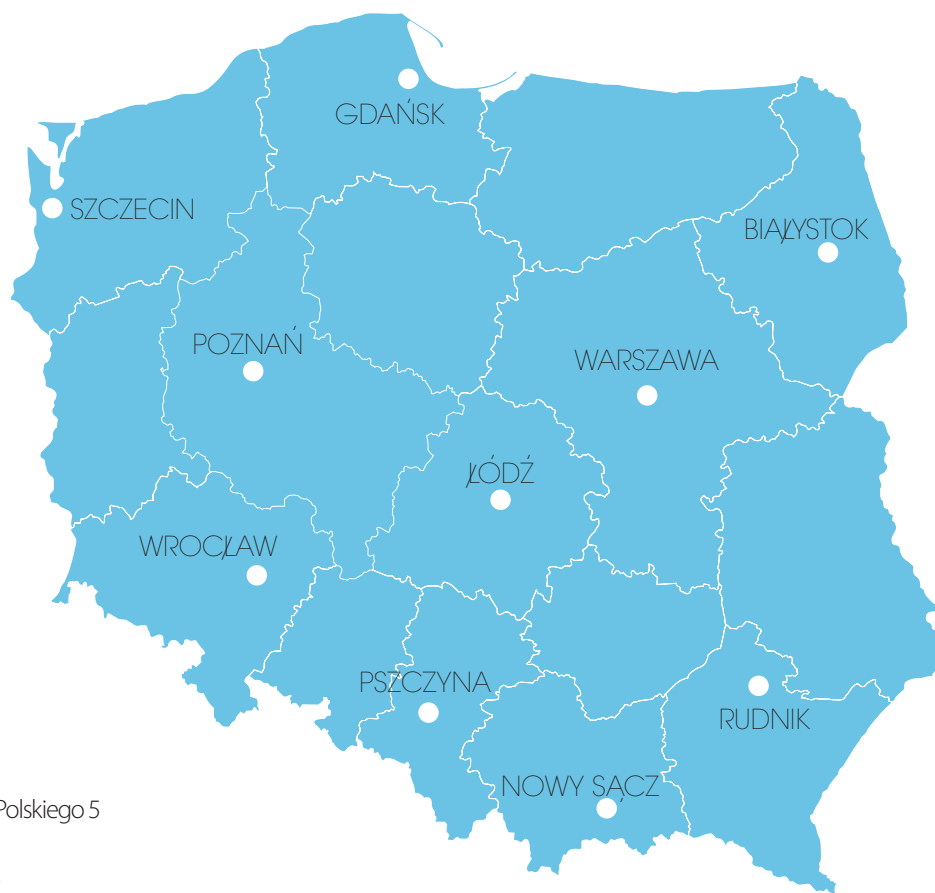 GDAŃSK
SZCZECIN
BIAŁYSTOK
POZNAŃ
WARSZAWA
ŁÓDŹ
WROCŁAW
PSZCZYNA
RUDNIK
NOWY SĄCZ
Polskiego 5